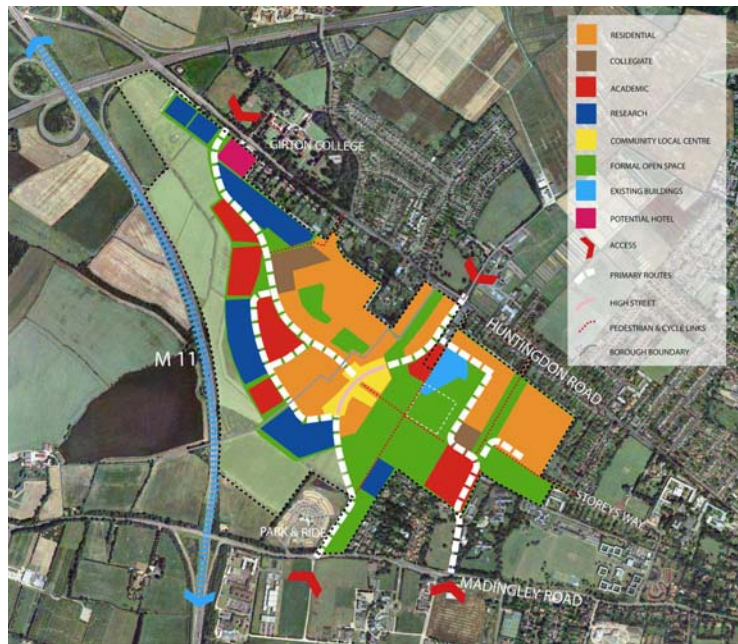 RESIDENTIAL
COLLEGIATE
ACADEMIC
RESEARCH
COMMUNITY LOCAL CENTRE
FORMAL OPEN SPACE
EXISTING BUILDINGS
POTENTIAL HOTEL
ACCESS
PRIMARY ROUTES
HIGH STREET
PEDESTRIAN & CYCLE LINKS
BOROUGH BOUNDARY
GIRTON COLLEGE
HUNTINGDON ROAD
M 11
STOREYS WAY
PARK & RIDE
MADINGLEY ROAD